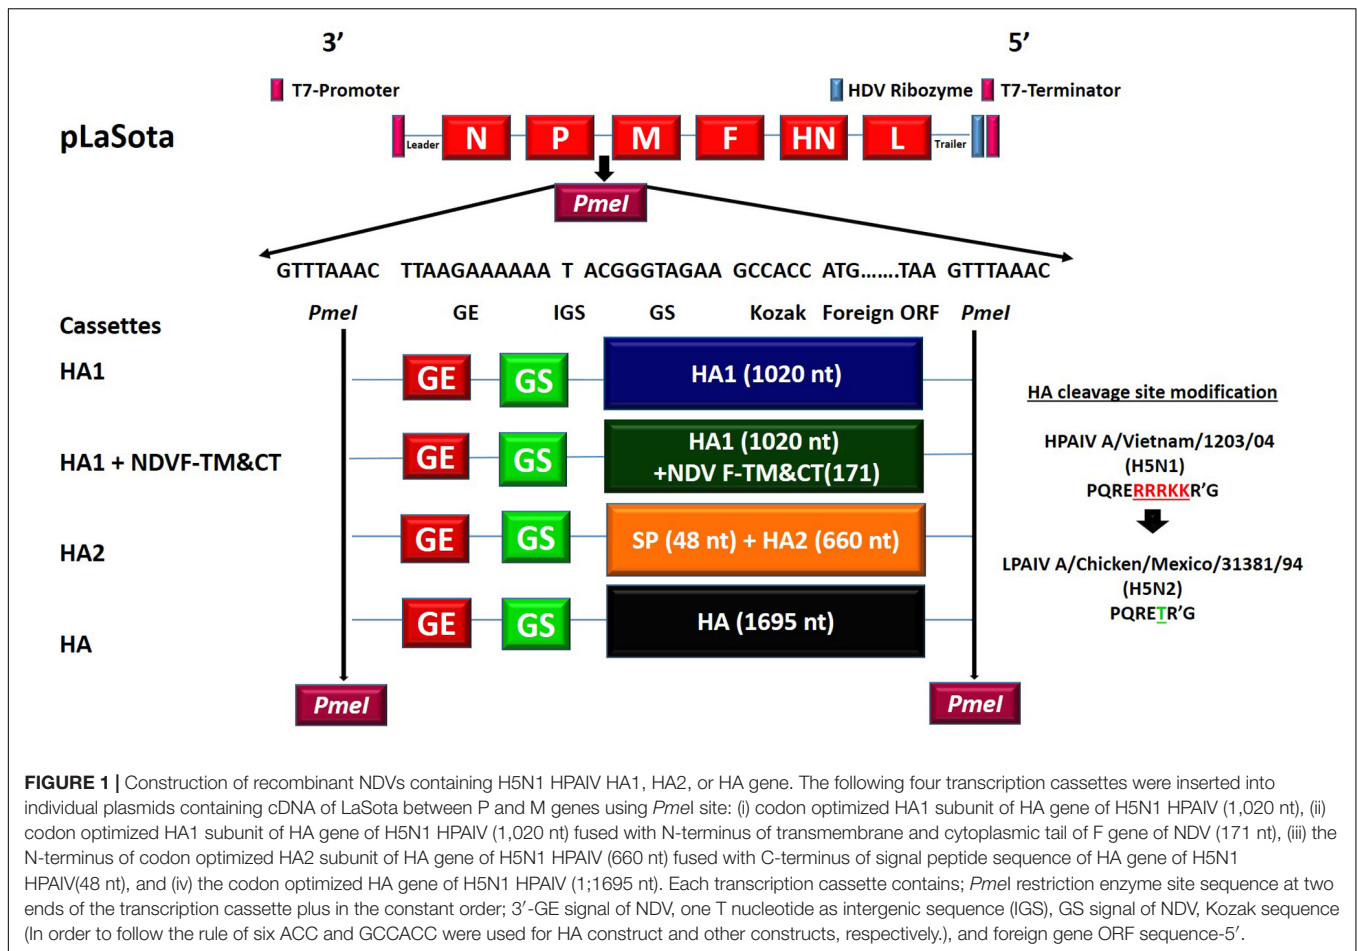 3’ 5’
T7-Promoter HDV Ribozyme T7-Terminator
pLaSota
Leader N P M F HN L Trailer
PmeI
GTTTAAAC TTAAGAAAAAA T ACGGGTAGAA GCCACC ATG.......TAA GTTTAAAC
PmeI GE IGS GS Kozak Foreign ORF PmeI
Cassettes
HA1 GE GS HA1 (1020 nt)
HA1 + NDVF-TM&CT GE GS HA1 (1020 nt)
+NDV F-TM&CT(171)
HA2 GE GS SP (48 nt) + HA2 (660 nt)
HA GE GS HA (1695 nt)
PmeI PmeI
HA cleavage site modification
HPAIV A/Vietnam/1203/04
(H5N1)
PQRERRRKKR’G
LPAIV A/Chicken/Mexico/31381/94
(H5N2)
PQRETR’G
FIGURE 1 | Construction of recombinant NDVs containing H5N1 HPAIV HA1, HA2, or HA gene. The following four transcription cassettes were inserted into
individual plasmids containing cDNA of LaSota between P and M genes using PmeI site: (i) codon optimized HA1 subunit of HA gene of H5N1 HPAIV (1,020 nt), (ii)
codon optimized HA1 subunit of HA gene of H5N1 HPAIV (1,020 nt) fused with N-terminus of transmembrane and cytoplasmic tail of F gene of NDV (171 nt), (iii) the
N-terminus of codon optimized HA2 subunit of HA gene of H5N1 HPAIV (660 nt) fused with C-terminus of signal peptide sequence of HA gene of H5N1
HPAIV(48 nt), and (iv) the codon optimized HA gene of H5N1 HPAIV (1;1695 nt). Each transcription cassette contains; PmeI restriction enzyme site sequence at two
ends of the transcription cassette plus in the constant order; 3′-GE signal of NDV, one T nucleotide as intergenic sequence (IGS), GS signal of NDV, Kozak sequence
(In order to follow the rule of six ACC and GCCACC were used for HA construct and other constructs, respectively.), and foreign gene ORF sequence-5′.